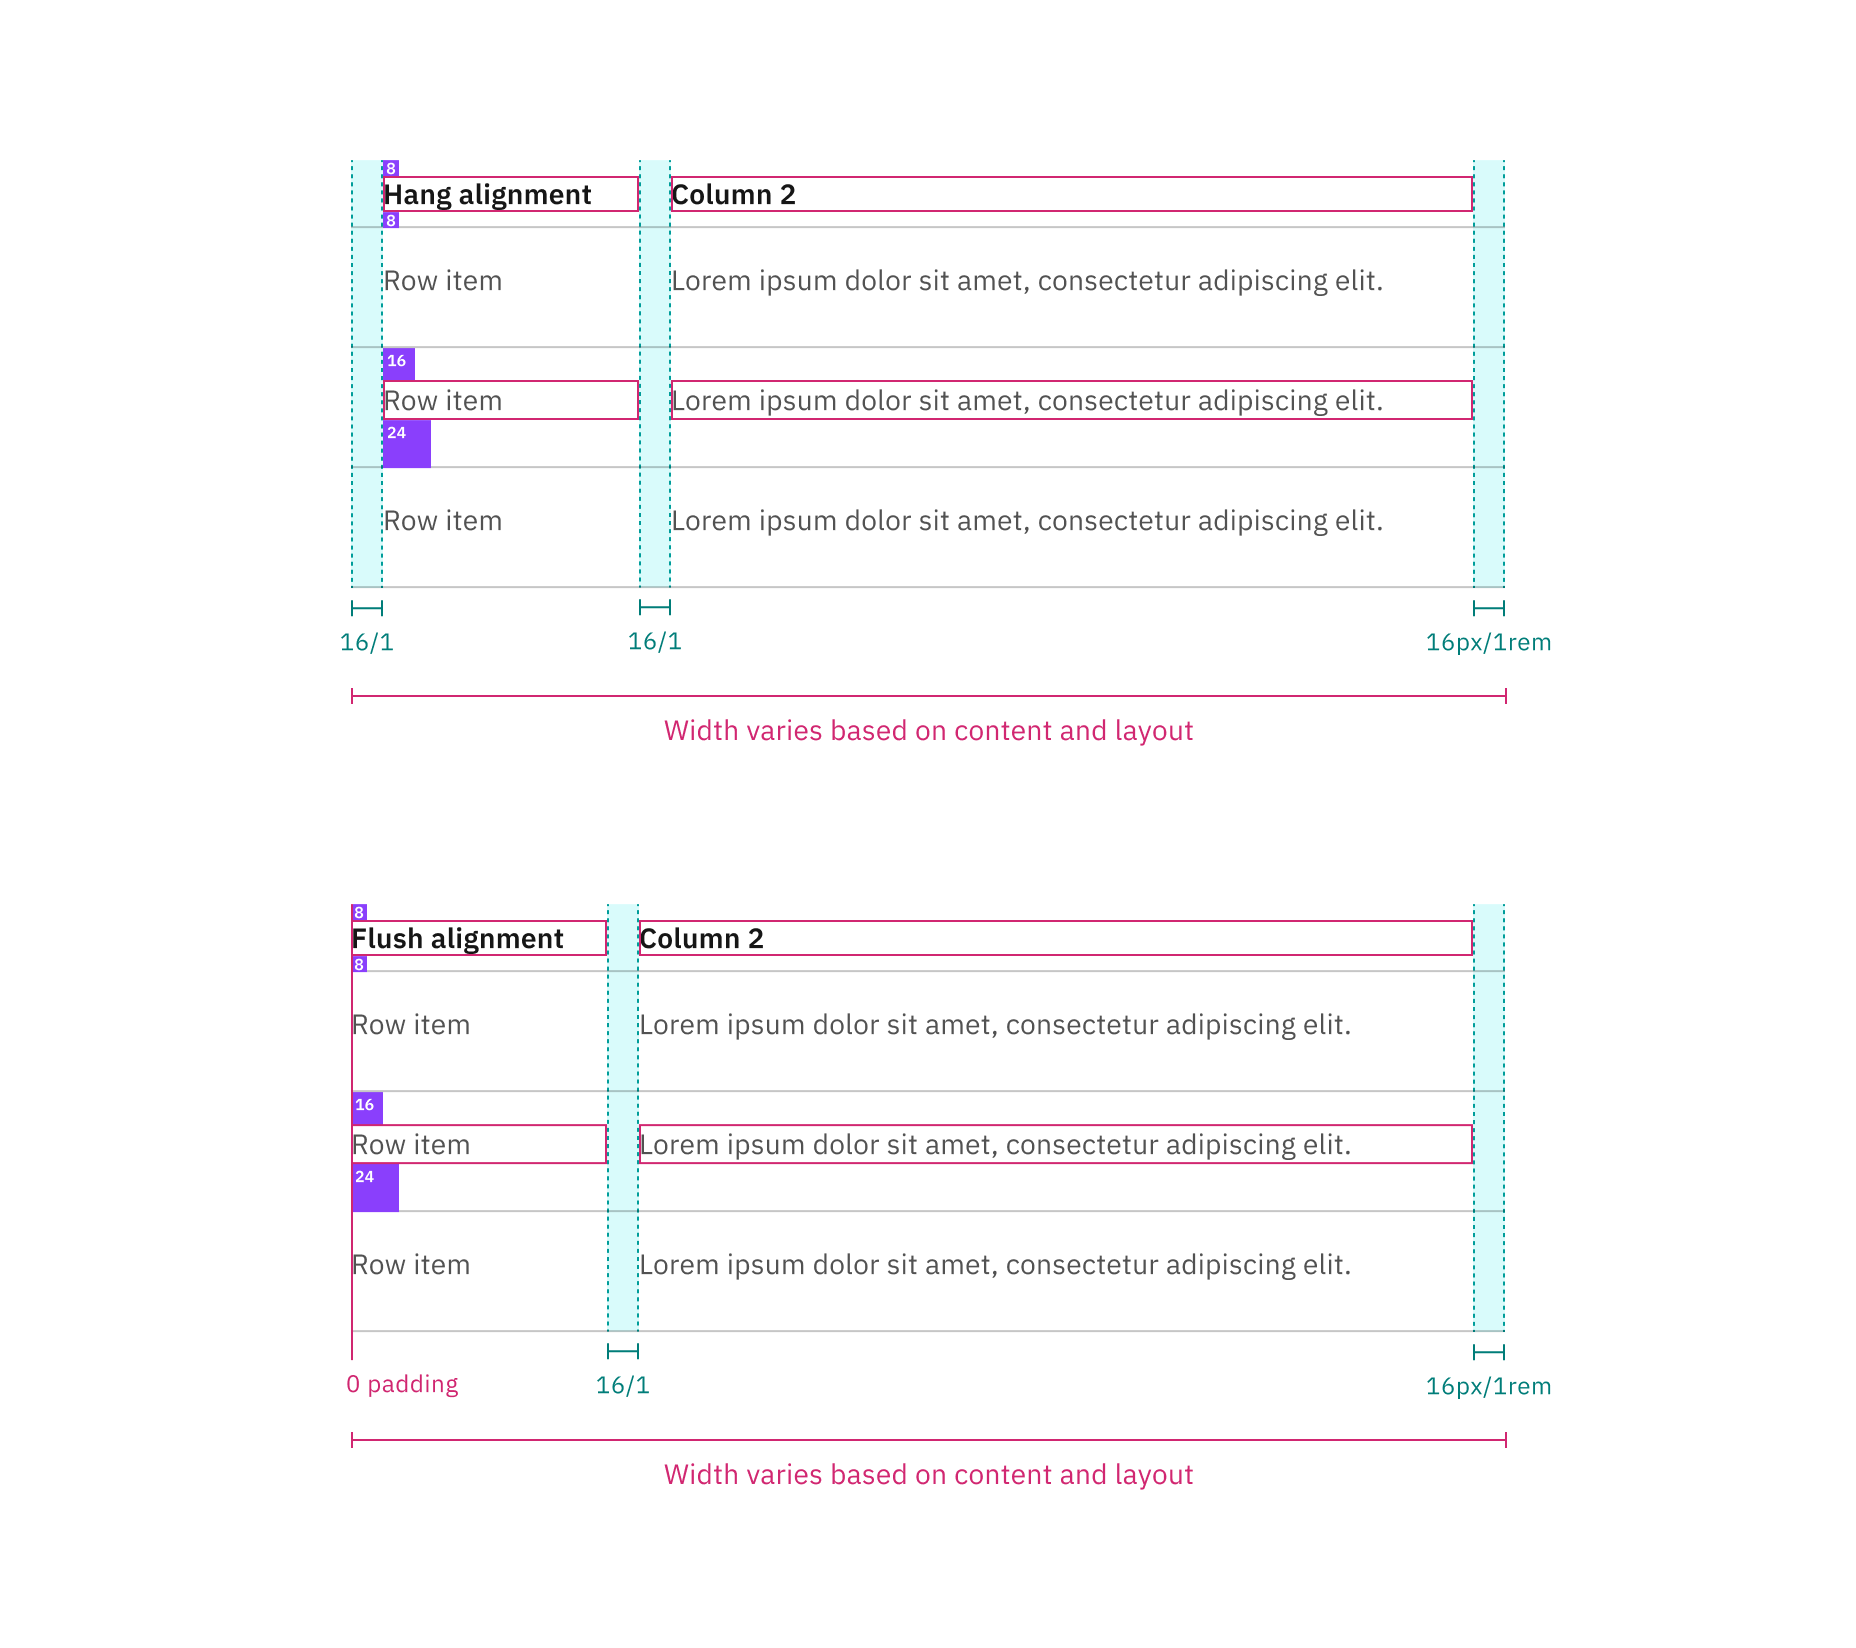 8
Hang alignment Column 2
8
Row item Lorem ipsum dolor sit amet, consectetur adipiscing elit.
16
Row item Lorem ipsum dolor sit amet, consectetur adipiscing elit.
24
Row item Lorem ipsum dolor sit amet, consectetur adipiscing elit.
16/1 16/1 16px/1rem
Width varies based on content and layout
8
Flush alignment Column 2
8
Row item Lorem ipsum dolor sit amet, consectetur adipiscing elit.
16
Row item Lorem ipsum dolor sit amet, consectetur adipiscing elit.
24
Row item Lorem ipsum dolor sit amet, consectetur adipiscing elit.
0 padding 16/1 16px/1rem
Width varies based on content and layout